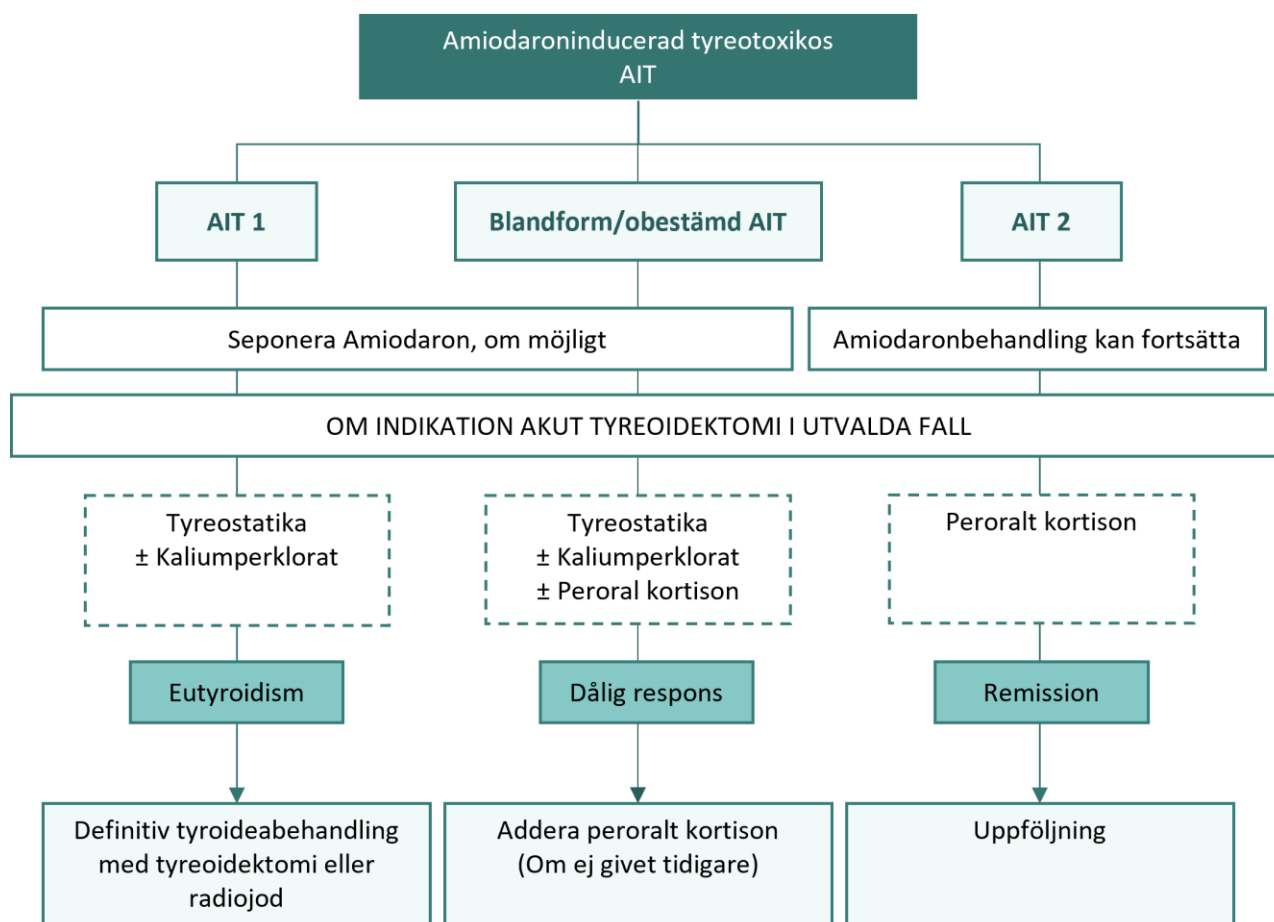 Amiodaroninducerad tyreotoxikos
AIT
AIT 1
Blandform/obestämd AIT
AIT 2
Seponera Amiodaron, om möjligt
Amiodaronbehandling kan fortsätta
OM INDIKATION AKUT TYREOIDEKTOMI I UTVALDA FALL
Tyreostatika
± Kaliumperklorat
Tyreostatika
± Kaliumperklorat
± Peroral kortison
Peroralt kortison
Eutyroidism
Dålig respons
Remission
Definitiv tyroideabehandling
med tyreoidektomi eller
radiojod
Addera peroralt kortison
(Om ej givet tidigare)
Uppföljning